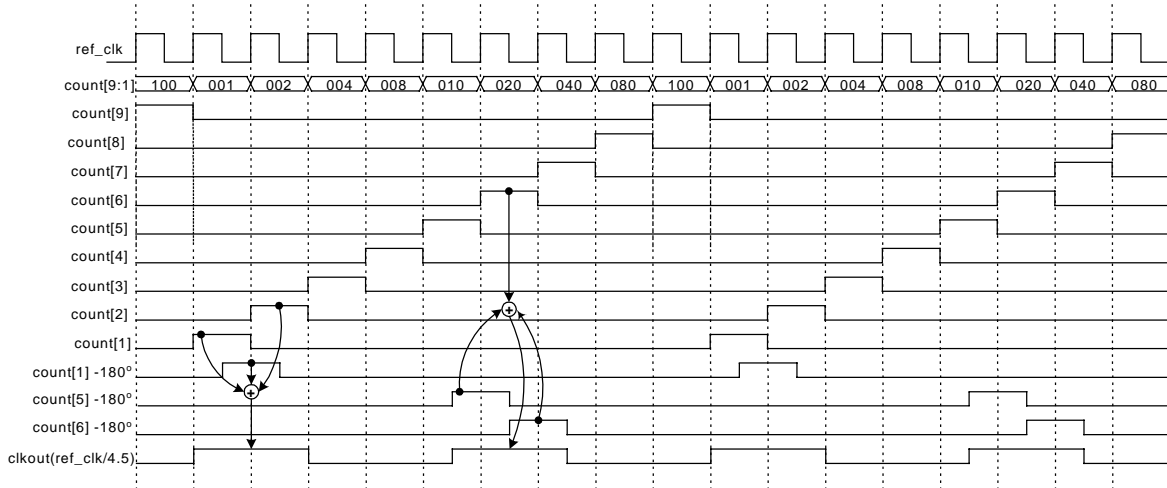 ref_clk
count[9:1] 100 001 002 004 008 010 020 040 080 100 001 002 004 008 010 020 040 080
count[9]
count[8]
count[7]
count[6]
count[5]
count[4]
count[3]
count[2]
+
count[1]
count[1] -180°
+
count[5] -180°
count[6] -180°
clkout(ref_clk/4.5)